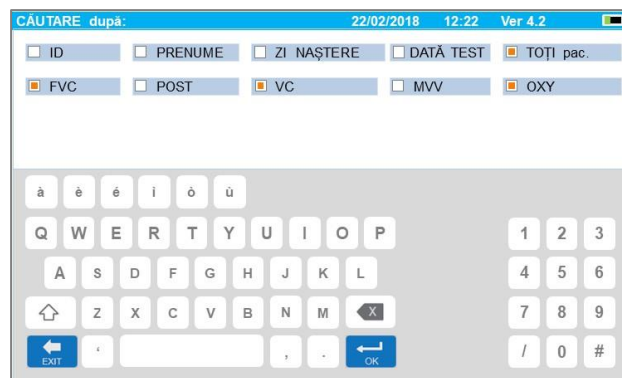 CĂUTARE după: 22/02/2018 12:22 Ver 4.2
ID PRENUME ZI NAȘTERE DATĂ TEST TOȚI pac.
FVC POST VC MVV OXY
à è é ì ò ù
Q W E R T Y U I O P 1 2 3
A S D F G H J K L 4 5 6
Z X C V B N M X 7 8 9
EXIT ‘ , . OK / 0 #